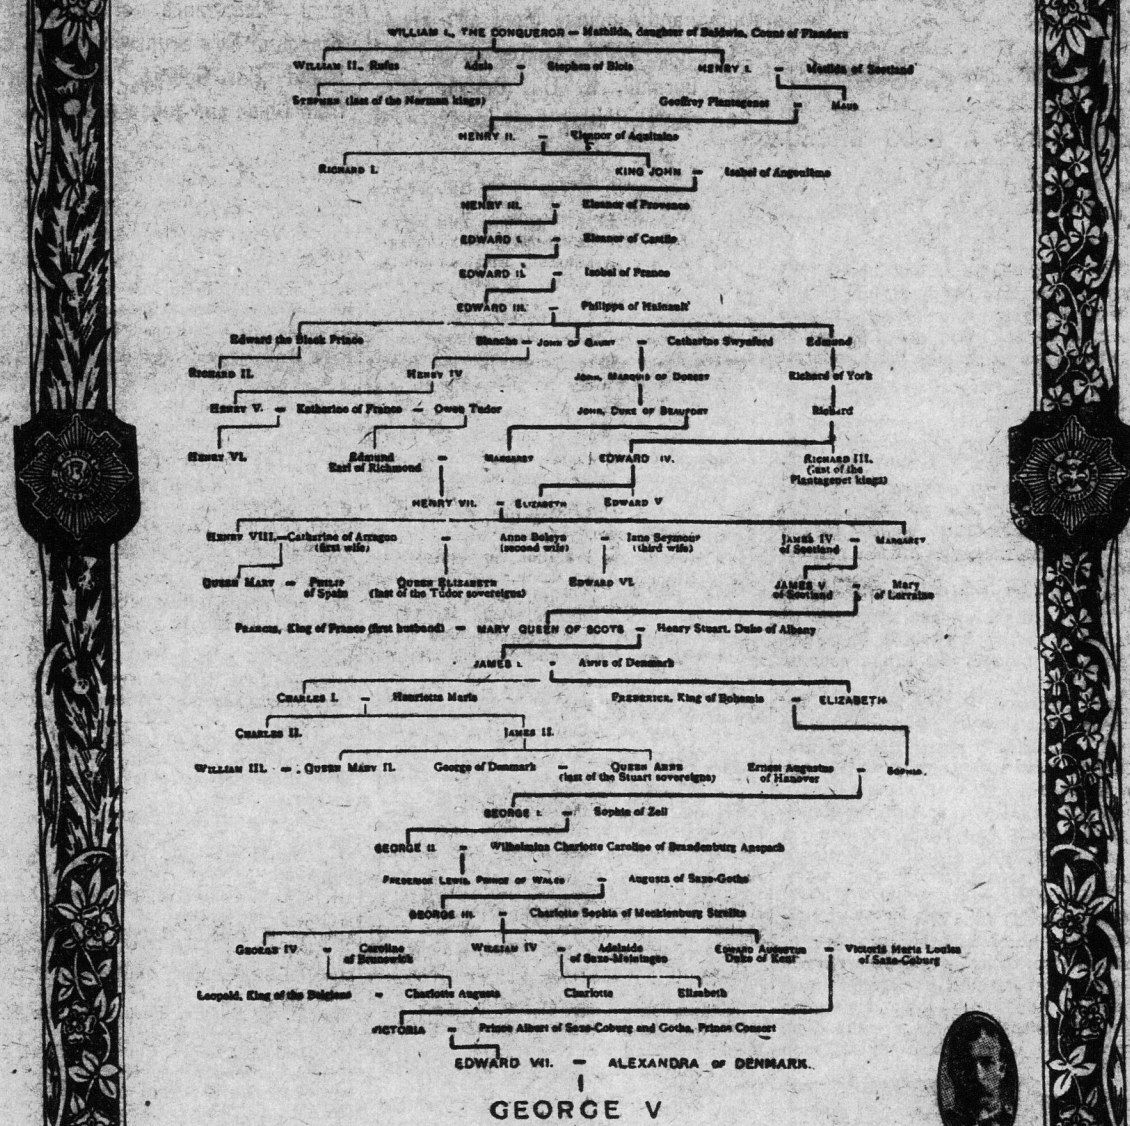 WILLIAM I., THE CONQUEROR = Mathilda, daughter of Baldwin, Count of Flanders
WILLIAM II., Rufus Adele = Stephen of Blois HENRY I. = Matilda of Scotland
STEPHEN (last of the Norman kings) Geoffrey Plantagenet = MAUD
HENRY II. = Eleanor of Aquitaine
RICHARD I. KING JOHN = Isabel of Angoulême
HENRY III. = Eleanor of Provence
EDWARD I. = Eleanor of Castile
EDWARD II. = Isobel of France
EDWARD III. = Philippa of Hainault
Edward the Black Prince Blanche = JOHN OF GAUNT = Catharine Swynford Edmund
RICHARD II. HENRY IV JOHN, MARQUIS OF DORSET Richard of York
HENRY V. = Katharine of France = Owen Tudor JOHN, DUKE OF BEAUFORT Richard
HENRY VI. Edmund MARGARET EDWARD IV. RICHARD III.
Earl of Richmond = (last of the
Plantagenet kings)
HENRY VII. = ELIZABETH EDWARD V
HENRY VIII.=Catharine of Arragon = Anne Boleyn = Jane Seymour JAMES IV = MARGARET
(first wife) (second wife) (third wife) of Scotland
QUEEN MARY = PHILIP QUEEN ELIZABETH EDWARD VI. JAMES V = Mary
of Spain (last of the Tudor sovereigns) of Scotland of Lorraine
FRANCIS, King of France (first husband) = MARY QUEEN OF SCOTS = Henry Stuart, Duke of Albany
JAMES I. = ANNE of Denmark
CHARLES I. = Henrietta Maria FREDERICK, King of Bohemia = ELIZABETH
CHARLES II. JAMES II.
WILLIAM III. = QUEEN MARY II. George of Denmark = QUEEN ANNE Ernest Augustus = SOPHIA.
(last of the Stuart sovereigns) of Hanover
GEORGE I. = Sophia of Zell
GEORGE II = Wilhelmina Charlotte Caroline of Brandenburg Anspach
FREDERICK LEWIS, PRINCE OF WALES = Augusta of Saxe-Gotha
GEORGE III. = Charlotte Sophia of Mecklenburg Strelitz
GEORGE IV = Caroline WILLIAM IV = Adelaide EDWARD AUGUSTUS = Victoria Maria Louisa
of Brunswick of Saxe-Meiningen Duke of Kent of Saxe-Coburg
Leopold, King of the Belgians = Charlotte Augusta Charlotte Elizabeth
VICTORIA = Prince Albert of Saxe-Coburg and Gotha, Prince Consort
EDWARD VII. = ALEXANDRA OF DENMARK.
GEORGE V